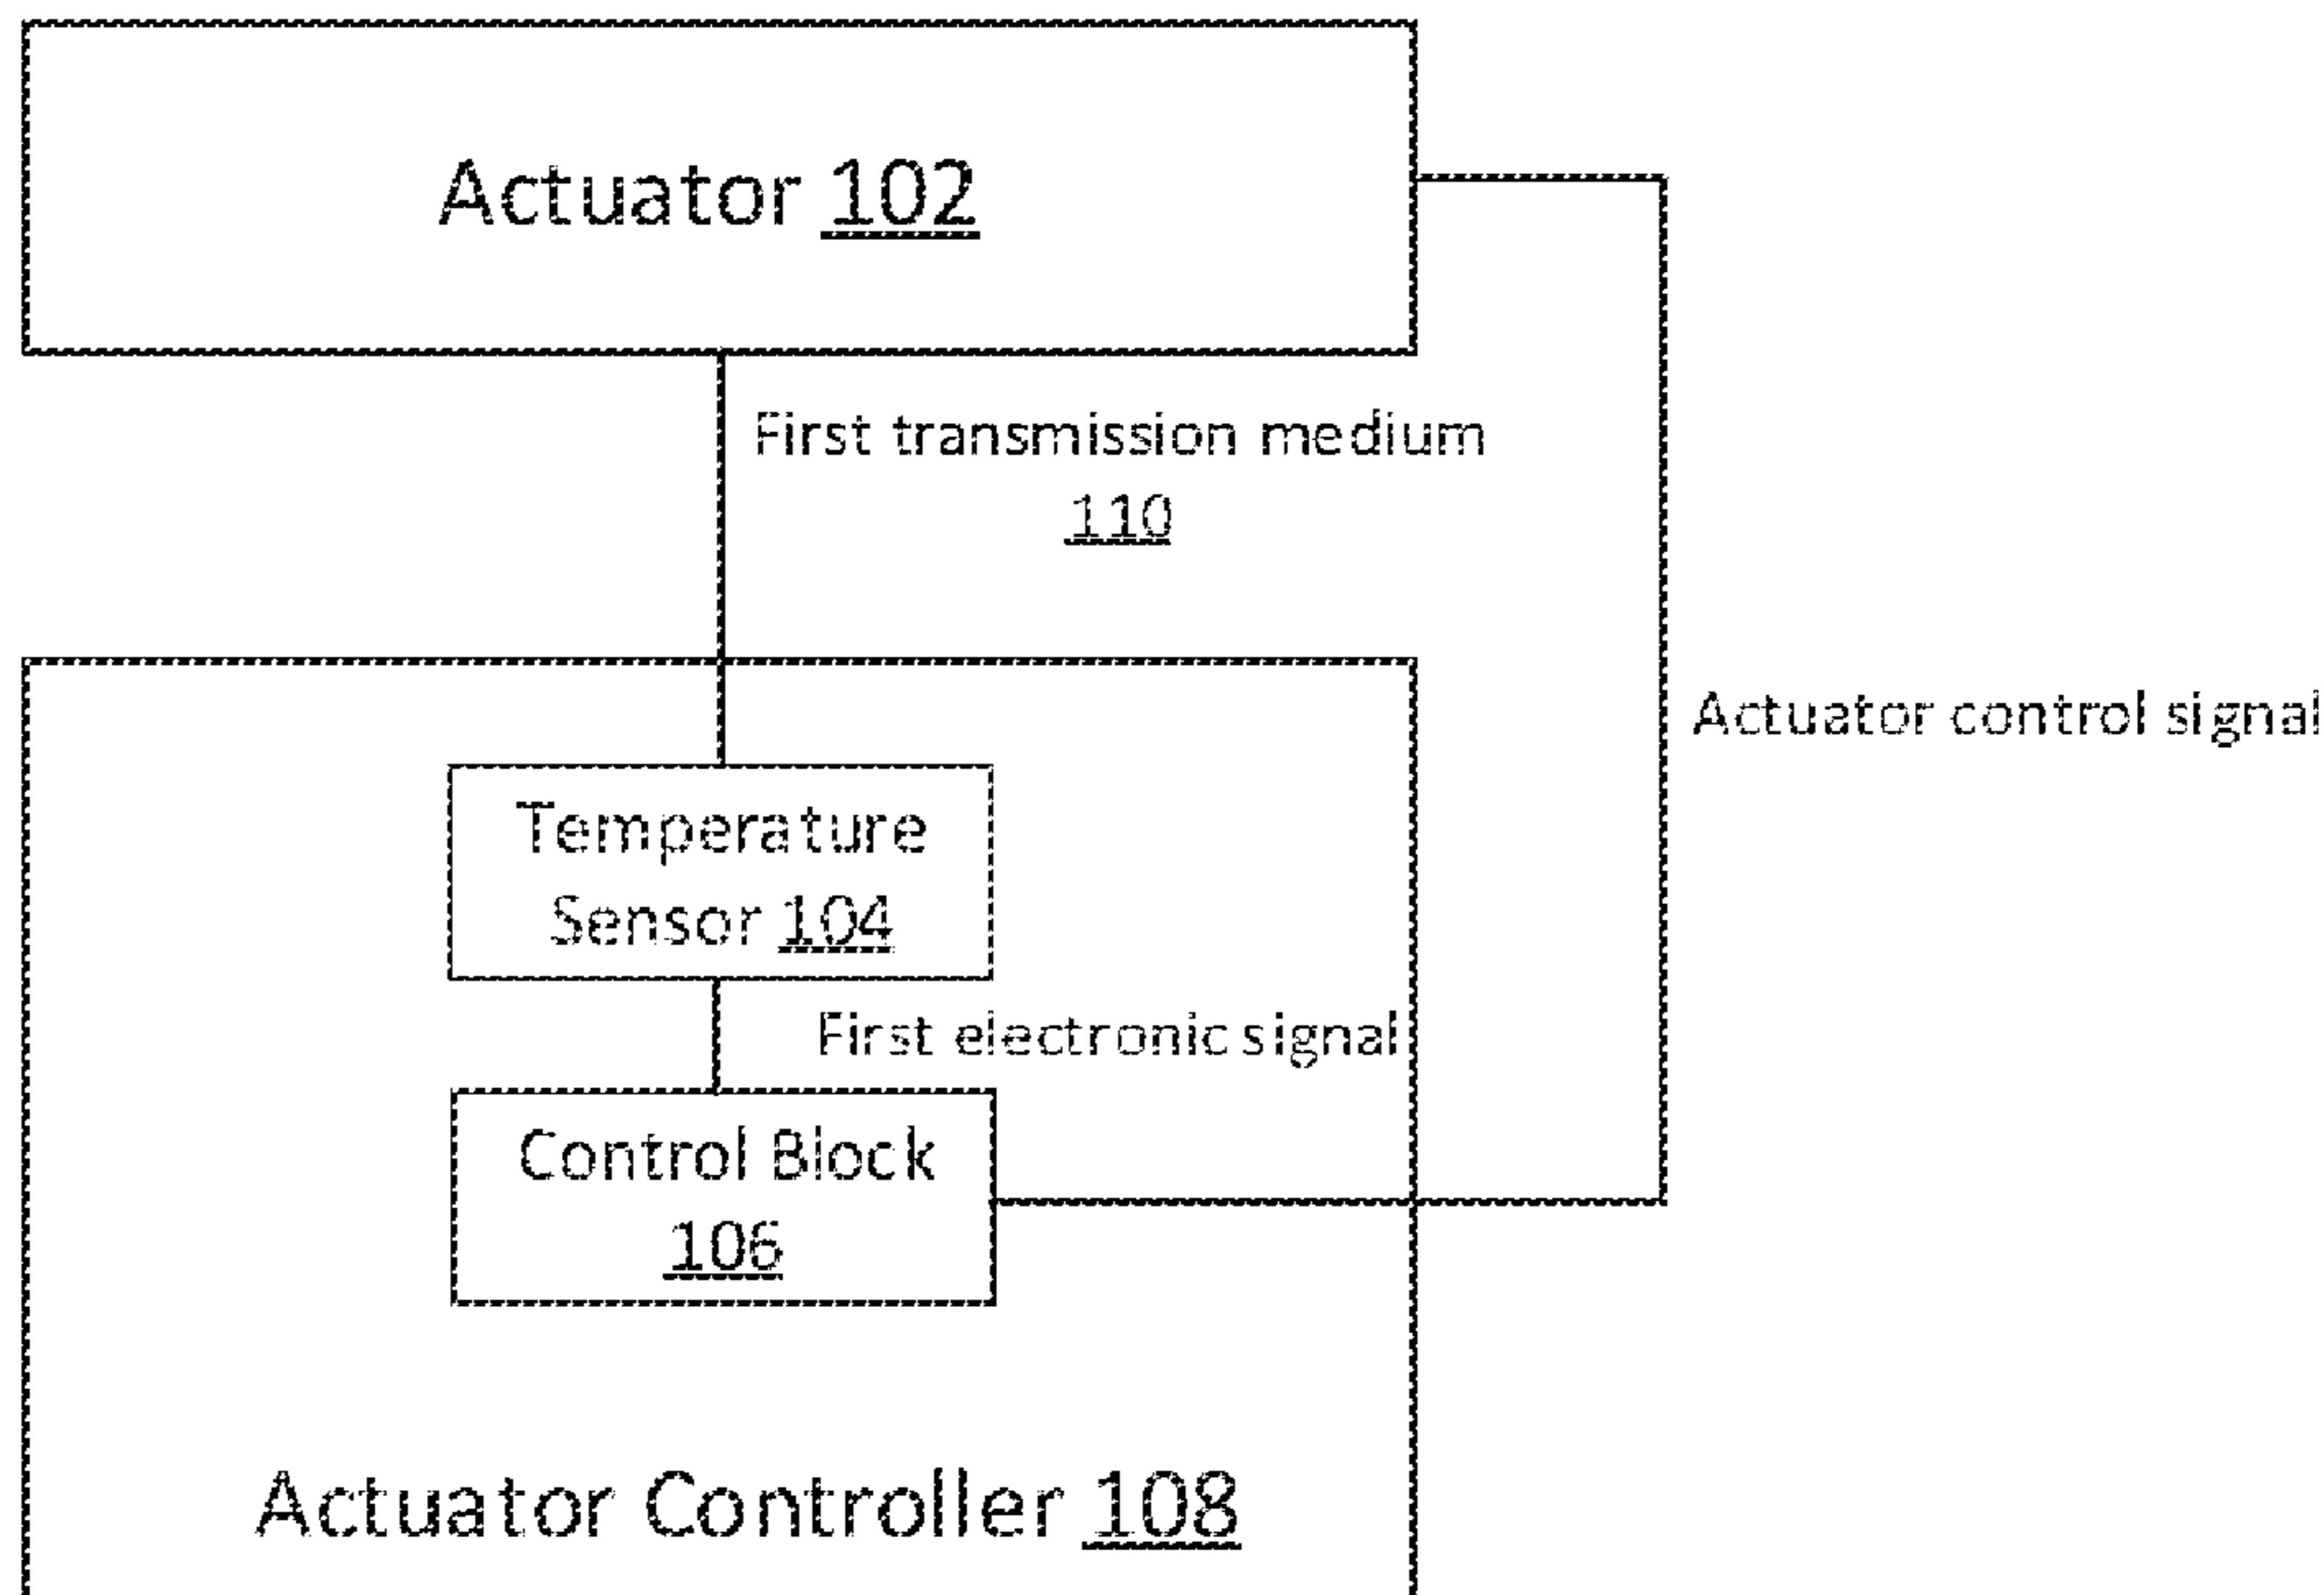 Actuator 102
First transmission medium
110
Actuator control signal
Temperature
Sensor 104
First electronic signal
Control Block
106
Actuator Controller 108